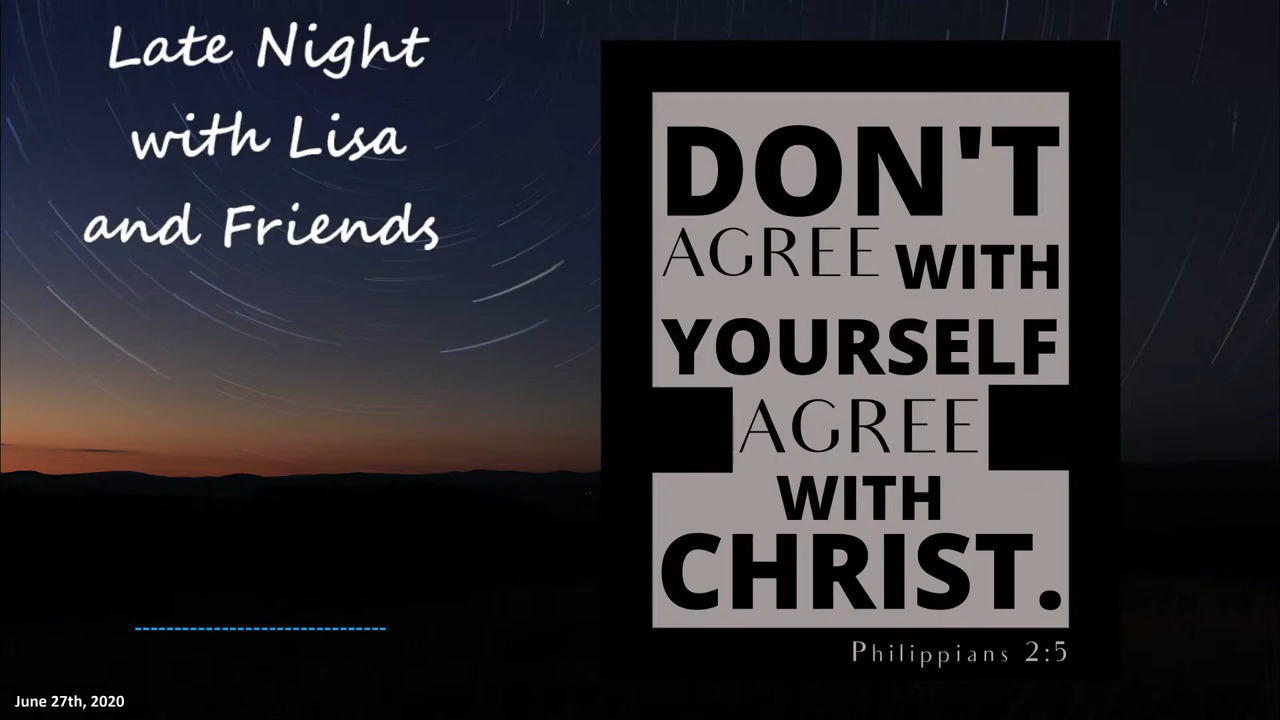 Late Night
with Lisa
and Friends
DON'T
AGREE WITH
YOURSELF
AGREE
WITH
CHRIST.
Philippians 2:5
June 27th, 2020